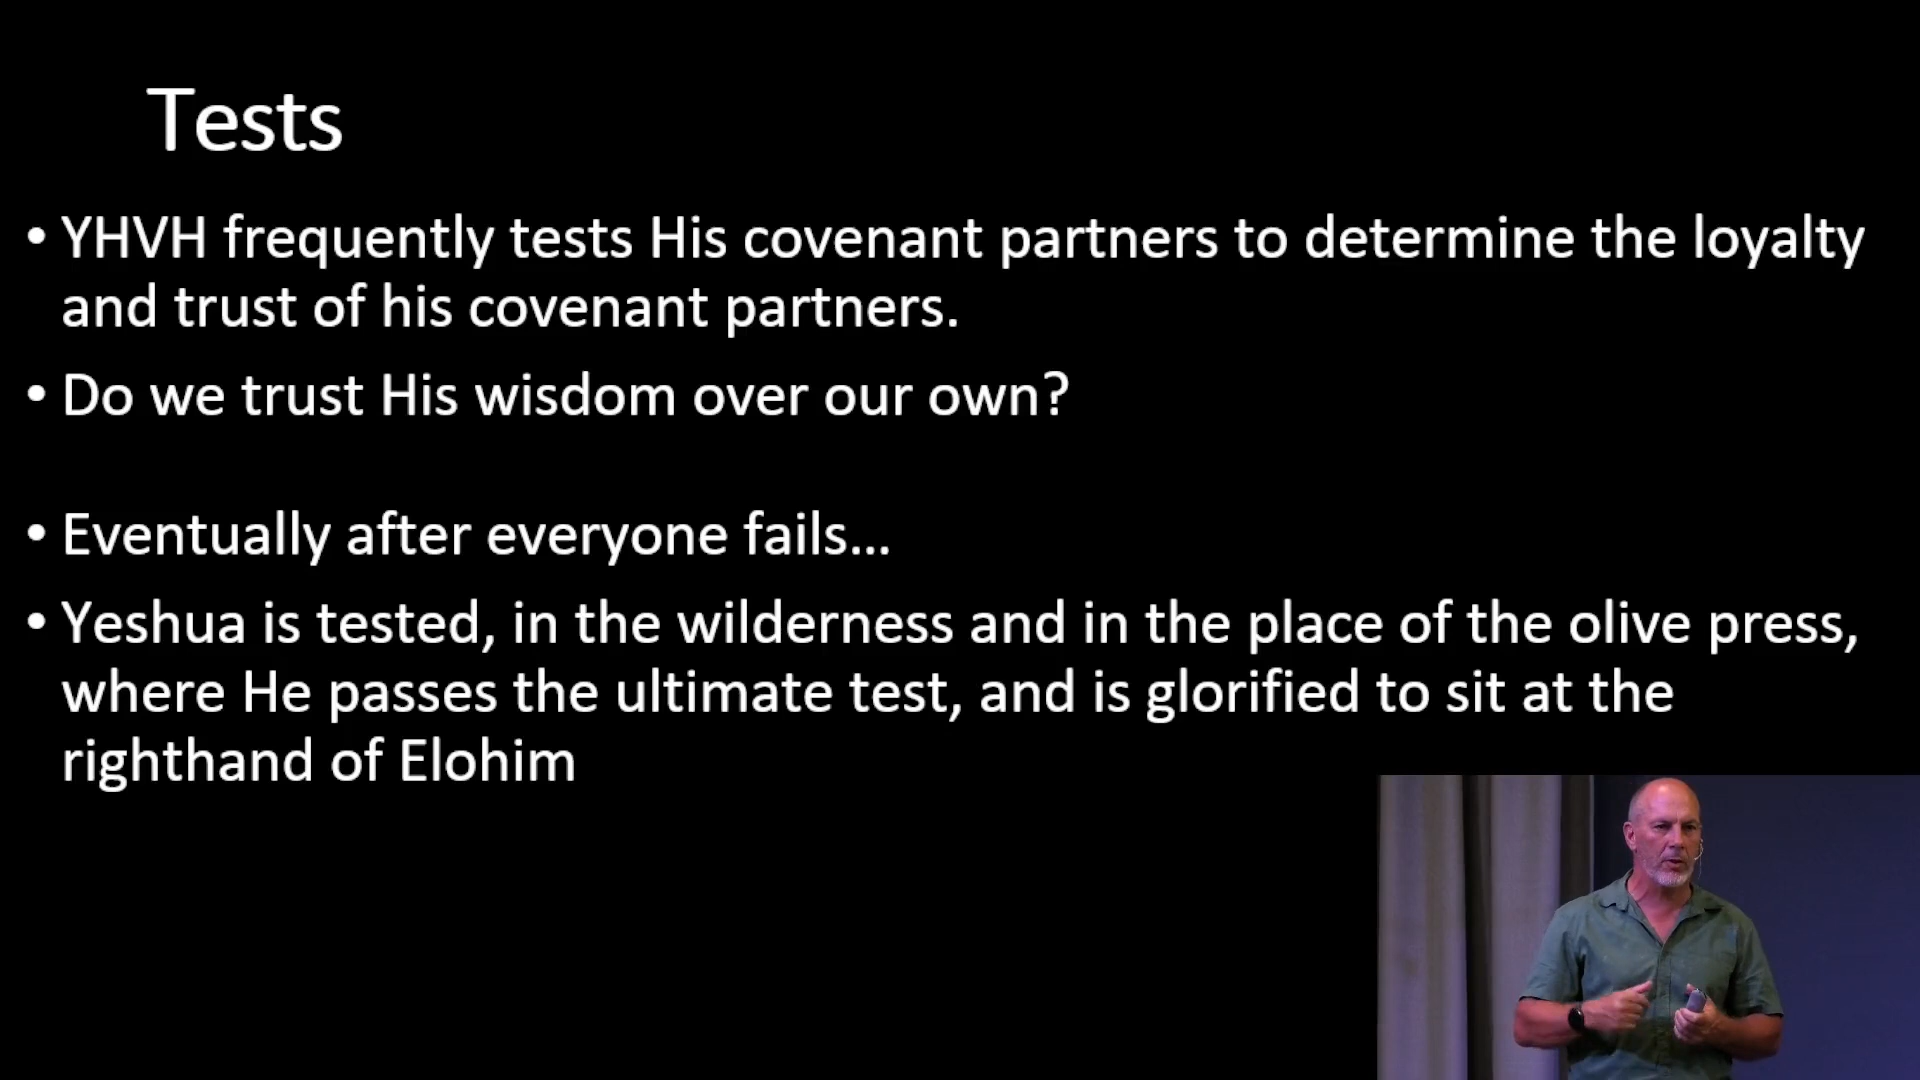 Tests
• YHVH frequently tests His covenant partners to determine the loyalty
and trust of his covenant partners.
• Do we trust His wisdom over our own?
• Eventually after everyone fails...
• Yeshua is tested, in the wilderness and in the place of the olive press,
where He passes the ultimate test, and is glorified to sit at the
righthand of Elohim